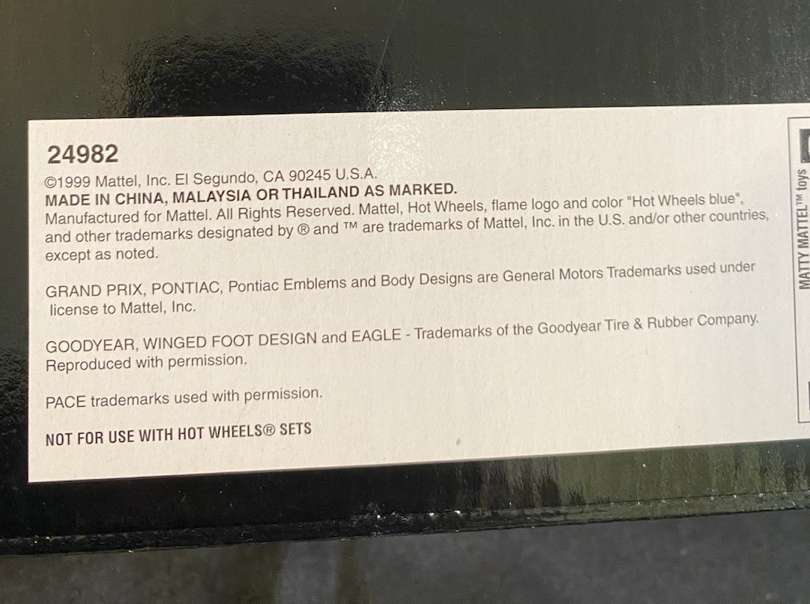 24982
©1999 Mattel, Inc. El Segundo, CA 90245 U.S.A.
MADE IN CHINA, MALAYSIA OR THAILAND AS MARKED.
Manufactured for Mattel. All Rights Reserved. Mattel, Hot Wheels, flame logo and color "Hot Wheels blue",
and other trademarks designated by ® and ™ are trademarks of Mattel, Inc. in the U.S. and/or other countries,
except as noted.
GRAND PRIX, PONTIAC, Pontiac Emblems and Body Designs are General Motors Trademarks used under
license to Mattel, Inc.
GOODYEAR, WINGED FOOT DESIGN and EAGLE - Trademarks of the Goodyear Tire & Rubber Company.
Reproduced with permission.
PACE trademarks used with permission.
NOT FOR USE WITH HOT WHEELS® SETS
MATTY MATTEL™ toys